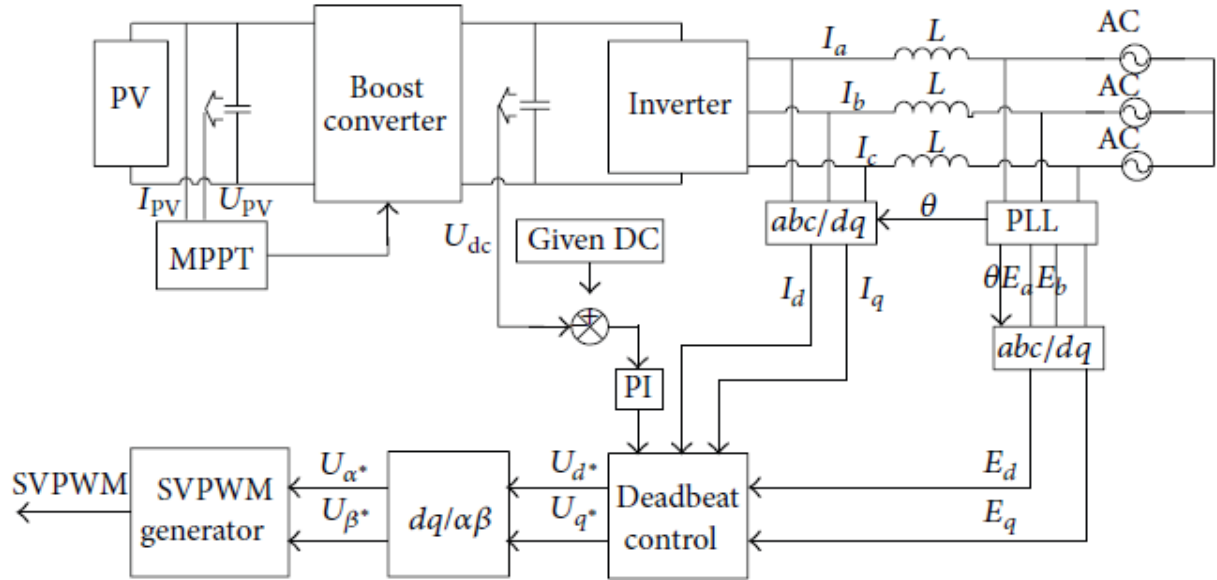 PV
Boost
converter
Inverter
I_a
L
AC
I_b
L
AC
I_c
L
AC
I_PV
U_PV
MPPT
U_dc
Given DC
+
abc/dq
θ
PLL
I_d
I_q
θ E_a E_b
abc/dq
PI
SVPWM
SVPWM
generator
U_α*
U_β*
dq/αβ
U_d*
U_q*
Deadbeat
control
E_d
E_q